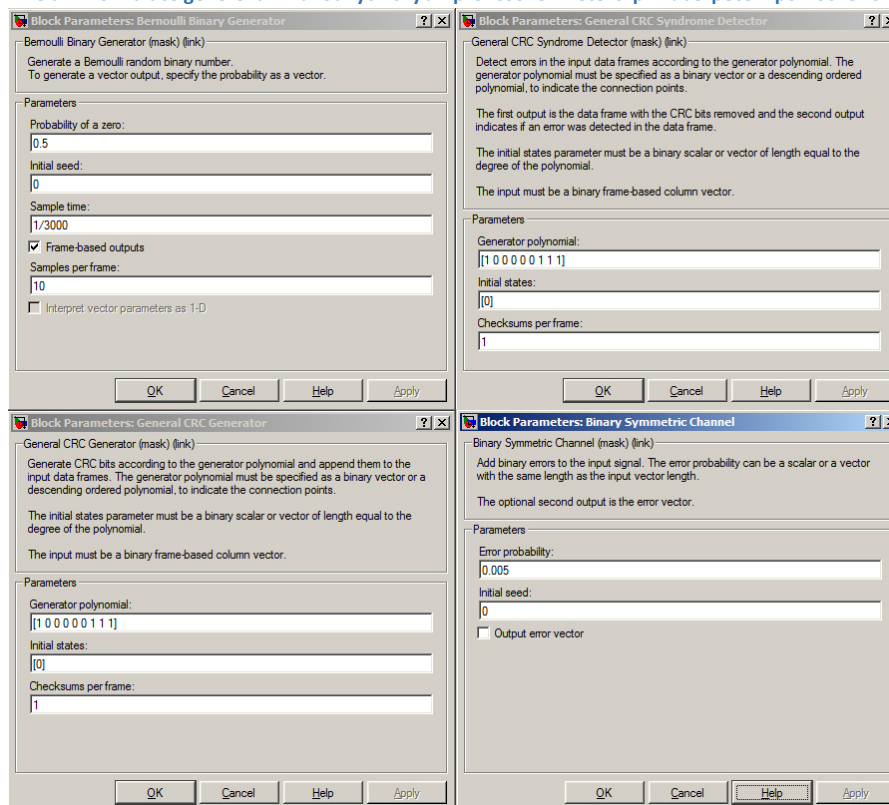 Block Parameters: Bernoulli Binary Generator
Bernoulli Binary Generator (mask) (link)
Generate a Bernoulli random binary number.
To generate a vector output, specify the probability as a vector.
Parameters
Probability of a zero:
0.5
Initial seed:
0
Sample time:
1/3000
Frame-based outputs
Samples per frame:
10
Interpret vector parameters as 1-D
OK Cancel Help Apply
Block Parameters: General CRC Syndrome Detector
General CRC Syndrome Detector (mask) (link)
Detect errors in the input data frames according to the generator polynomial. The
generator polynomial must be specified as a binary vector or a descending ordered
polynomial, to indicate the connection points.
The first output is the data frame with the CRC bits removed and the second output
indicates if an error was detected in the data frame.
The initial states parameter must be a binary scalar or vector of length equal to the
degree of the polynomial.
The input must be a binary frame-based column vector.
Parameters
Generator polynomial:
[1 0 0 0 0 0 1 1 1]
Initial states:
[0]
Checksums per frame:
1
OK Cancel Help Apply
Block Parameters: General CRC Generator
General CRC Generator (mask) (link)
Generate CRC bits according to the generator polynomial and append them to the
input data frames. The generator polynomial must be specified as a binary vector or a
descending ordered polynomial, to indicate the connection points.
The initial states parameter must be a binary scalar or vector of length equal to the
degree of the polynomial.
The input must be a binary frame-based column vector.
Parameters
Generator polynomial:
[1 0 0 0 0 0 1 1 1]
Initial states:
[0]
Checksums per frame:
1
OK Cancel Help Apply
Block Parameters: Binary Symmetric Channel
Binary Symmetric Channel (mask) (link)
Add binary errors to the input signal. The error probability can be a scalar or a vector
with the same length as the input vector length.
The optional second output is the error vector.
Parameters
Error probability:
0.005
Initial seed:
0
Output error vector
OK Cancel Help Apply